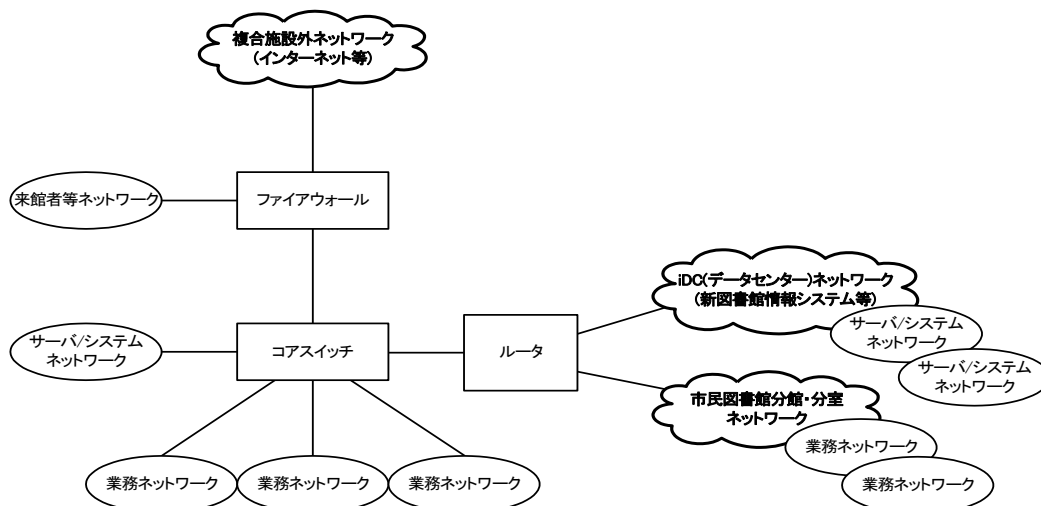 複合施設外ネットワーク
(インターネット等)
来館者等ネットワーク
ファイアウォール
iDC(データセンター)ネットワーク
(新図書館情報システム等)
サーバ/システム
ネットワーク
サーバ/システム
ネットワーク
サーバ/システム
ネットワーク
コアスイッチ
ルータ
市民図書館分館・分室
ネットワーク
業務ネットワーク
業務ネットワーク
業務ネットワーク
業務ネットワーク
業務ネットワーク